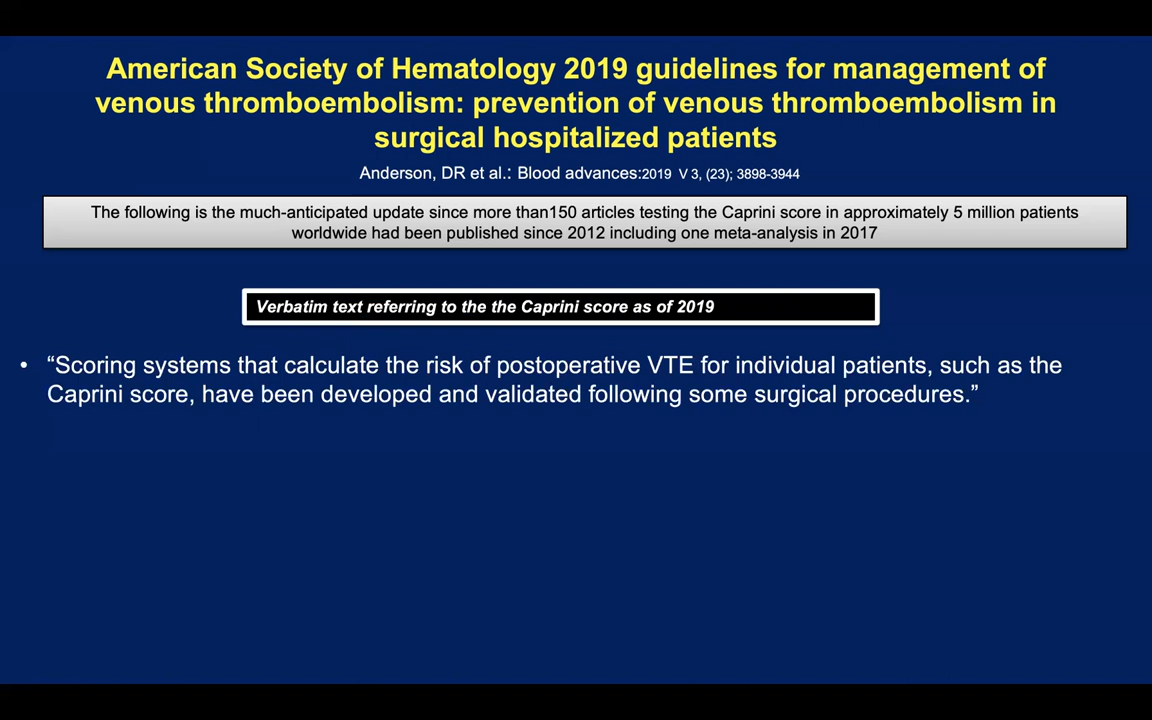 American Society of Hematology 2019 guidelines for management of
venous thromboembolism: prevention of venous thromboembolism in
surgical hospitalized patients
Anderson, DR et al.: Blood advances:2019 V 3, (23); 3898-3944
The following is the much-anticipated update since more than150 articles testing the Caprini score in approximately 5 million patients
worldwide had been published since 2012 including one meta-analysis in 2017
Verbatim text referring to the the Caprini score as of 2019
• “Scoring systems that calculate the risk of postoperative VTE for individual patients, such as the
Caprini score, have been developed and validated following some surgical procedures.”